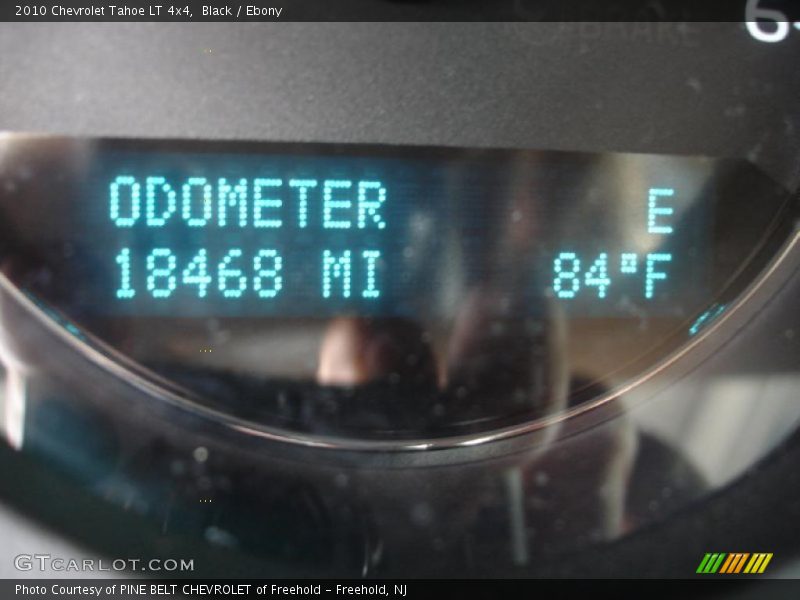 2010 Chevrolet Tahoe LT 4x4, Black / Ebony
6
ODOMETER E
18468 MI 84°F
GTCARLOT.COM
Photo Courtesy of PINE BELT CHEVROLET of Freehold - Freehold, NJ